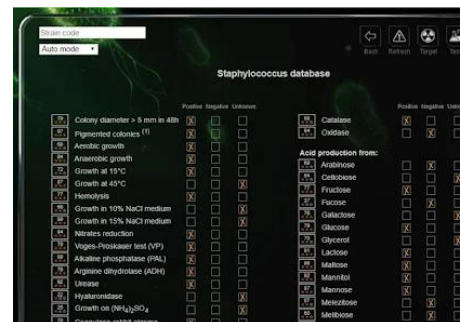 Strain code
Auto mode
Back
Refresh
Target
Staphylococcus database
Positive Negative Unknown
Colony diameter > 5 mm in 48h
Pigmented colonies (1)
Aerobic growth
Anaerobic growth
Growth at 15°C
Growth at 45°C
Hemolysis
Growth in 10% NaCl medium
Growth in 15% NaCl medium
Nitrates reduction
Voges-Proskauer test (VP)
Alkaline phosphatase (PAL)
Arginine dihydrolase (ADH)
Urease
Hyaluronidase
Growth on (NH4)2SO4
Positive Negative
Catalase
Oxidase
Acid production from:
Arabinose
Cellobiose
Fructose
Fucose
Galactose
Glucose
Glycerol
Lactose
Maltose
Mannitol
Mannose
Melezitose
Melibiose